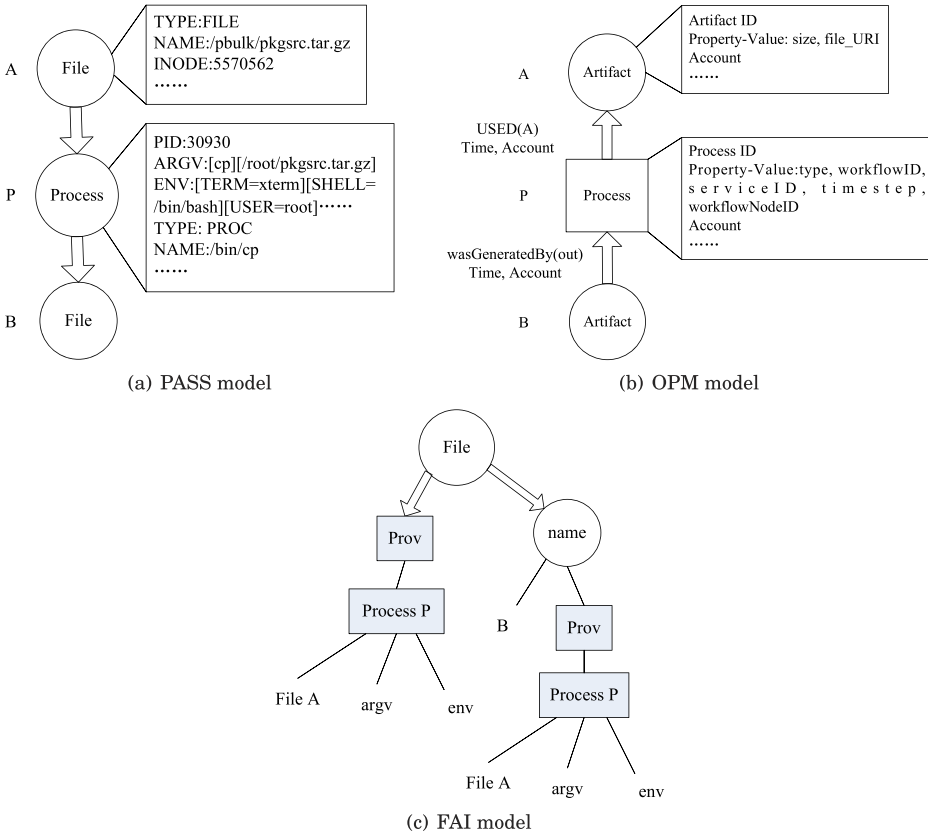 A
File
TYPE:FILE
NAME:/pbulk/pkgsrc.tar.gz
INODE:5570562
......
P
Process
PID:30930
ARGV:[cp][/root/pkgsrc.tar.gz]
ENV:[TERM=xterm][SHELL=
/bin/bash][USER=root]......
TYPE: PROC
NAME:/bin/cp
......
B
File
(a) PASS model
A
Artifact
Artifact ID
Property-Value: size, file_URI
Account
......
USED(A)
Time, Account
P
Process
Process ID
Property-Value:type, workflowID,
serviceID, timestep,
workflowNodeID
Account
......
wasGeneratedBy(out)
Time, Account
B
Artifact
(b) OPM model
File
Prov
name
Process P
B
Prov
File A
argv
env
Process P
File A
argv
env
(c) FAI model